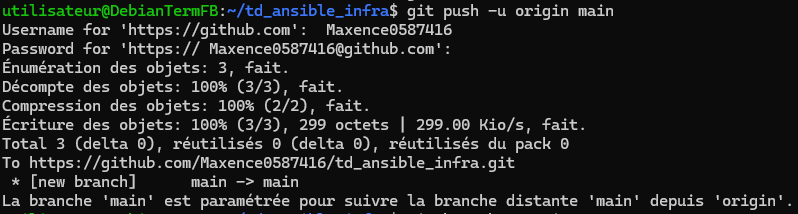 utilisateur@DebianTermFB:~/td_ansible_infra$ git push -u origin main
Username for 'https://github.com':  Maxence0587416
Password for 'https:// Maxence0587416@github.com':
Énumération des objets: 3, fait.
Décompte des objets: 100% (3/3), fait.
Compression des objets: 100% (2/2), fait.
Écriture des objets: 100% (3/3), 299 octets | 299.00 Kio/s, fait.
Total 3 (delta 0), réutilisés 0 (delta 0), réutilisés du pack 0
To https://github.com/Maxence0587416/td_ansible_infra.git
 * [new branch]      main -> main
La branche 'main' est paramétrée pour suivre la branche distante 'main' depuis 'origin'.